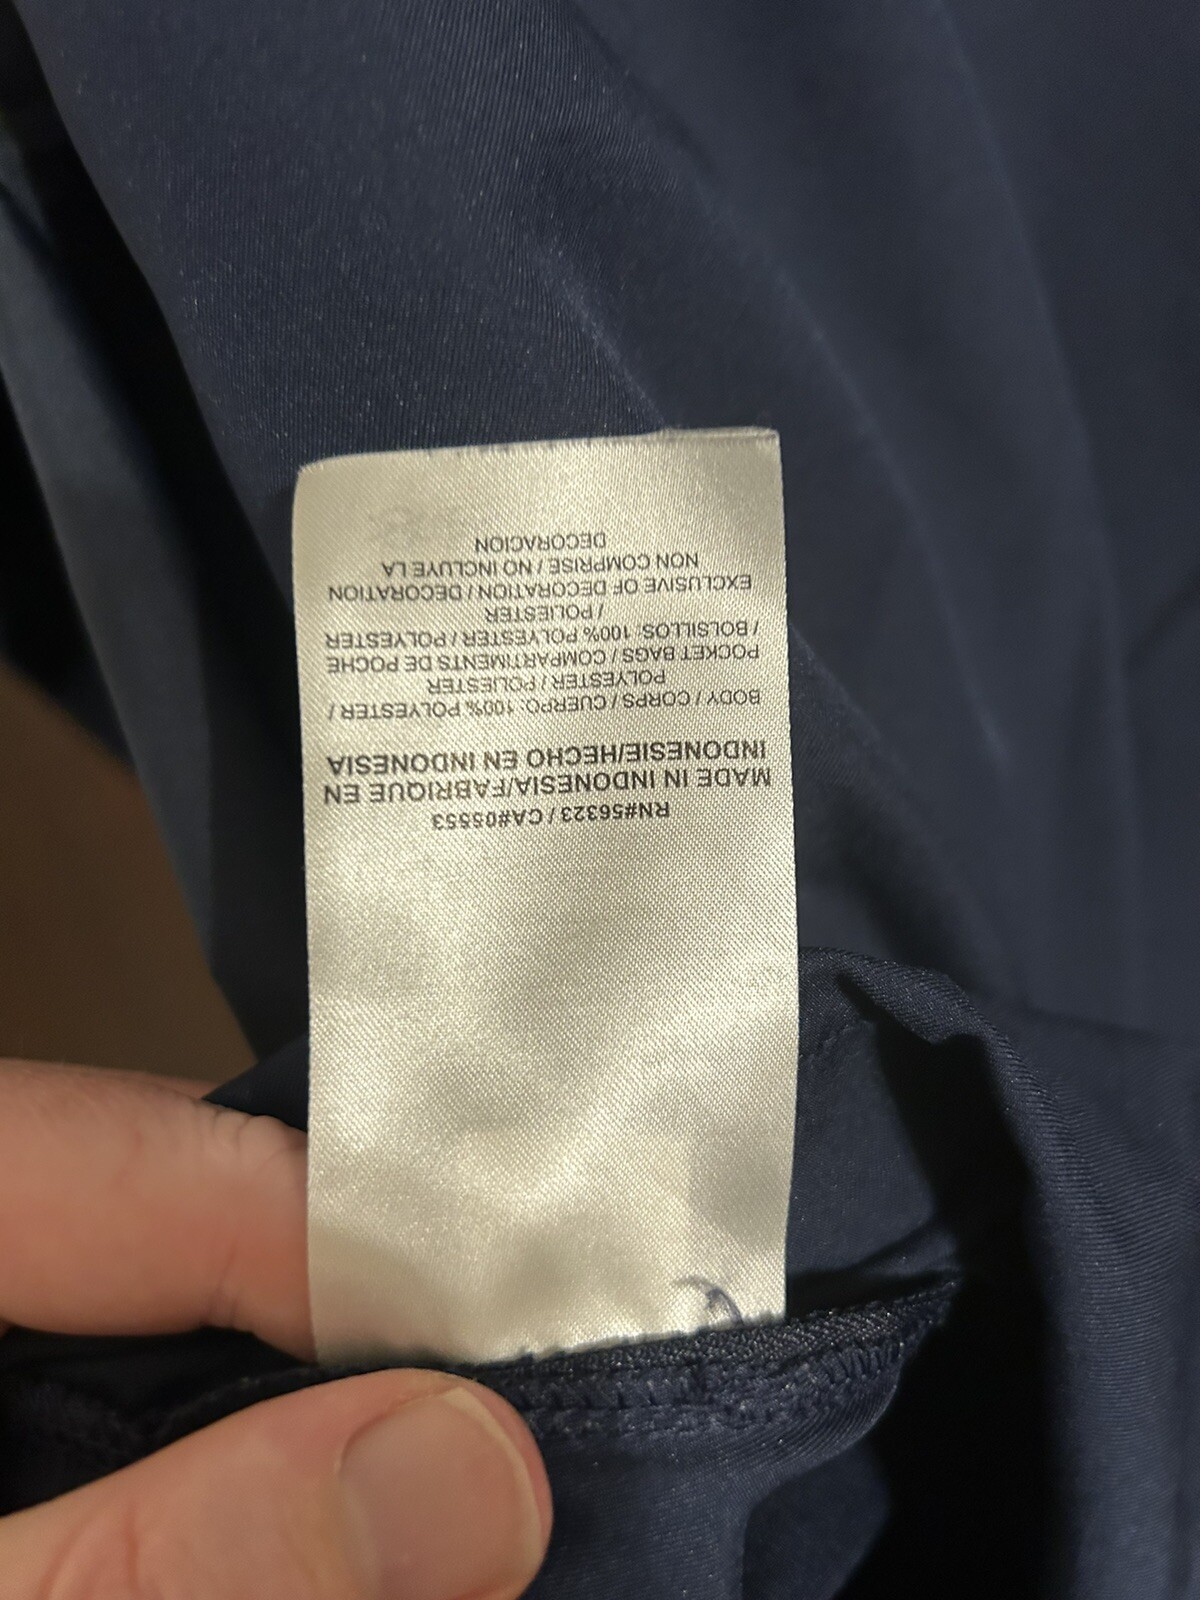 RN#56323 / CA#05553
MADE IN INDONESIA/FABRIQUE EN
INDONESIE/HECHO EN INDONESIA
BODY / CORPS / CUERPO: 100% POLYESTER /
POLYESTER / POLIESTER
POCKET BAGS / COMPARTIMENTS DE POCHE
/ BOLSILLOS: 100% POLYESTER / POLYESTER
/ POLIESTER
EXCLUSIVE OF DECORATION / DECORATION
NON COMPRISE / NO INCLUYE LA
DECORACION